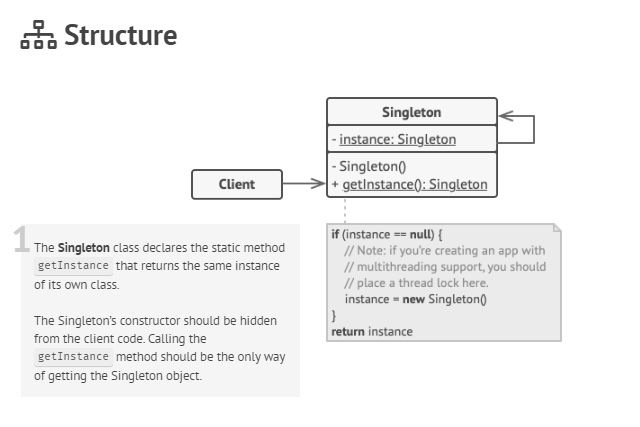 Structure
Singleton
- instance: Singleton
- Singleton()
+ getInstance(): Singleton
Client
1
The Singleton class declares the static method
getInstance that returns the same instance
of its own class.
The Singleton's constructor should be hidden
from the client code. Calling the
getInstance method should be the only way
of getting the Singleton object.
if (instance == null) {
// Note: if you're creating an app with
// multithreading support, you should
// place a thread lock here.
instance = new Singleton()
}
return instance